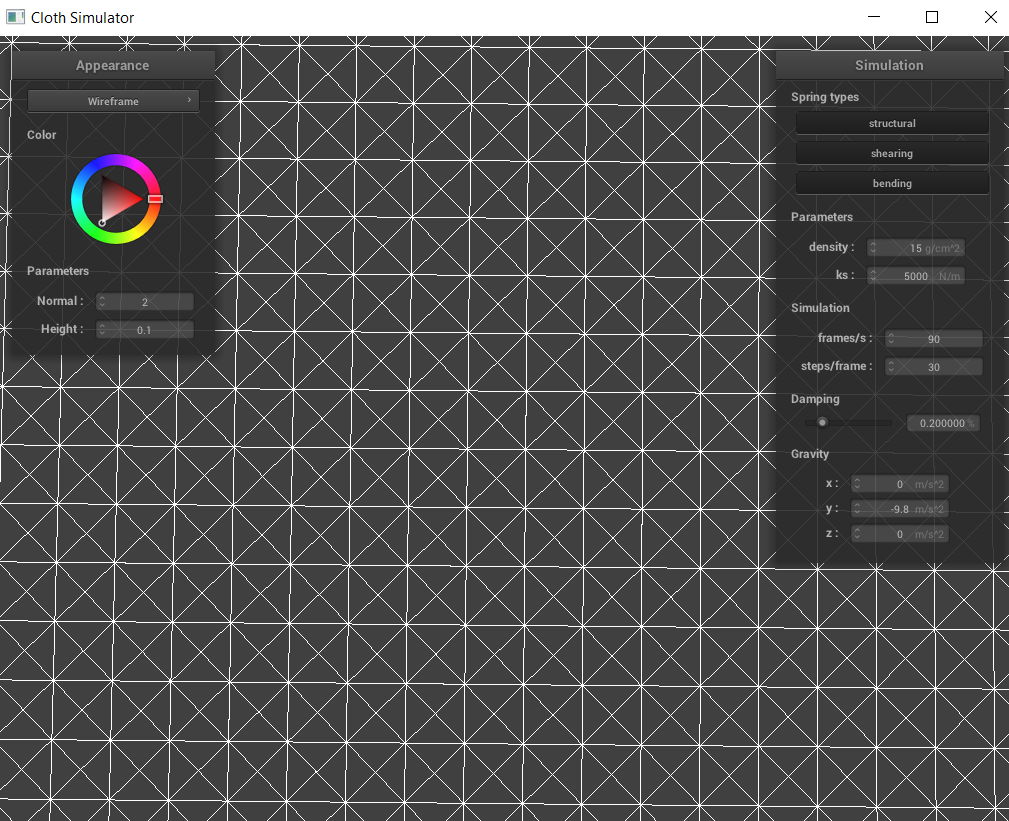 Cloth Simulator
Appearance
Wireframe
Color
Parameters
Normal : 2
Height : 0.1
Simulation
Spring types
structural
shearing
bending
Parameters
density : 15 g/cm^2
ks : 5000 N/m
Simulation
frames/s : 90
steps/frame : 30
Damping
0.200000 %
Gravity
x : 0 m/s^2
y : -9.8 m/s^2
z : 0 m/s^2